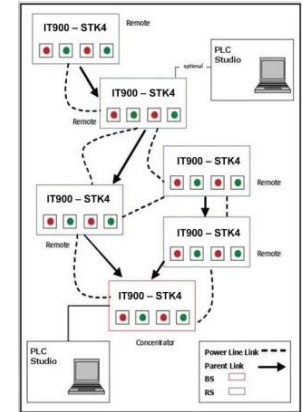 IT900 – STK4
Remote
PLC
Studio
optional
IT900 – STK4
Remote
IT900 – STK4
Remote
IT900 – STK4
Remote
IT900 – STK4
Remote
IT900 – STK4
Concentrator
PLC
Studio
Power Line Link
Parent Link
BS
RS